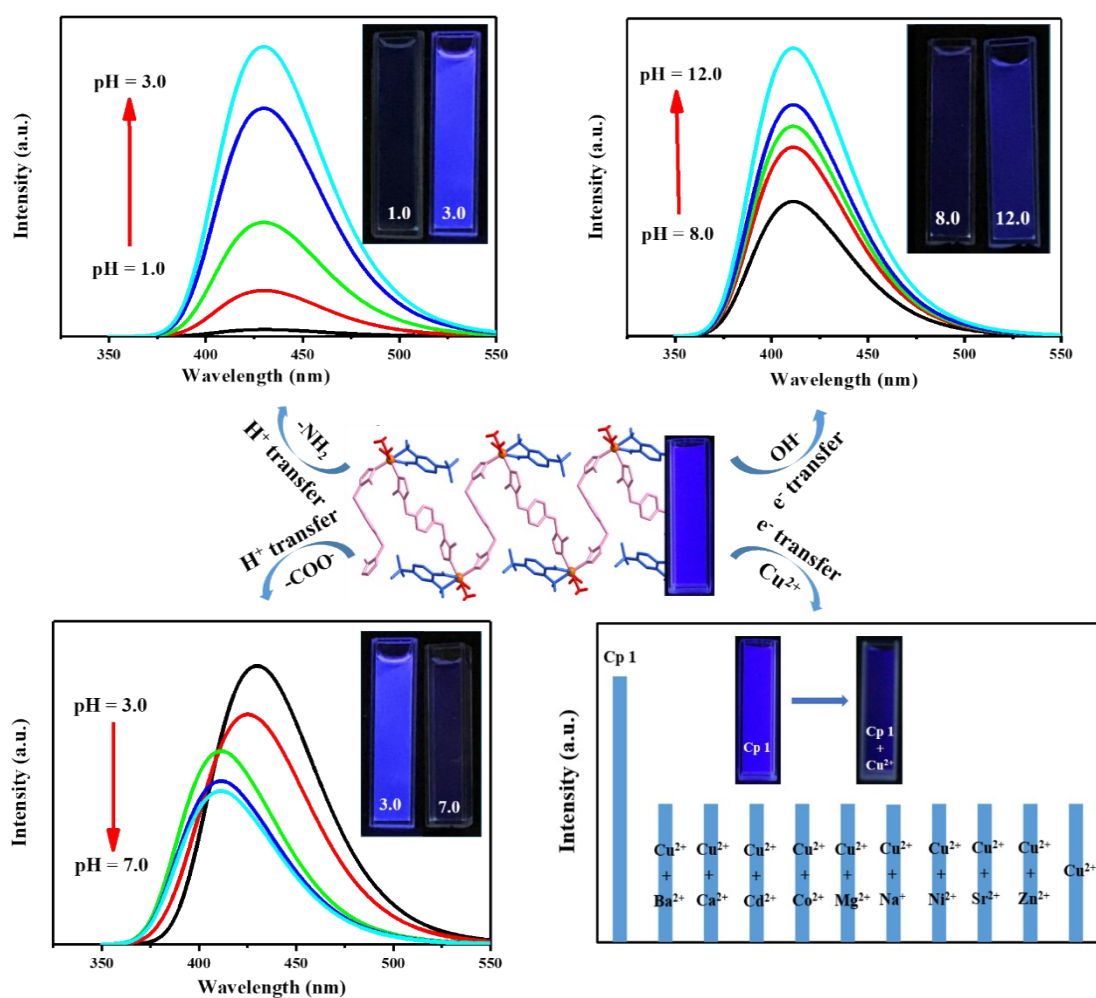 Intensity (a.u.)
pH = 3.0
pH = 1.0
1.0 3.0
350 400 450 500 550
Wavelength (nm)
Intensity (a.u.)
pH = 12.0
pH = 8.0
8.0 12.0
350 400 450 500 550
Wavelength (nm)
-NH₂
H⁺ transfer
H⁺ transfer
-COO⁻
OH⁻
e⁻ transfer
e⁻ transfer
Cu²⁺
Intensity (a.u.)
pH = 3.0
pH = 7.0
3.0 7.0
350 400 450 500 550
Wavelength (nm)
Intensity (a.u.)
Cp 1
Cp 1
Cp 1
+
Cu²⁺
Cu²⁺
+
Ba²⁺
Cu²⁺
+
Ca²⁺
Cu²⁺
+
Cd²⁺
Cu²⁺
+
Co²⁺
Cu²⁺
+
Mg²⁺
Cu²⁺
+
Na⁺
Cu²⁺
+
Ni²⁺
Cu²⁺
+
Sr²⁺
Cu²⁺
+
Zn²⁺
Cu²⁺